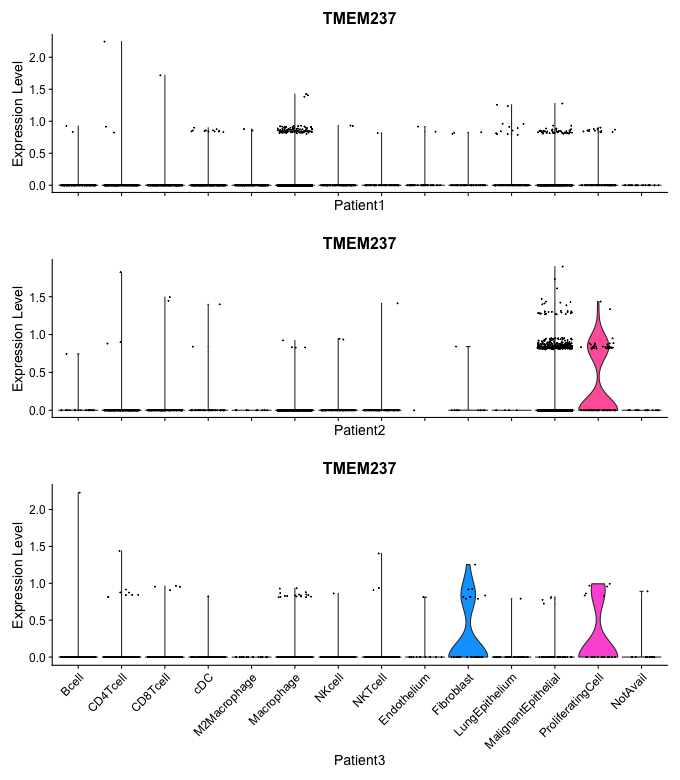 TMEM237
Expression Level
2.0
1.5
1.0
0.5
0.0
Patient1
TMEM237
Expression Level
1.5
1.0
0.5
0.0
Patient2
TMEM237
Expression Level
2.0
1.5
1.0
0.5
0.0
Bcell
CD4Tcell
CD8Tcell
cDC
M2Macrophage
Macrophage
NKcell
NKTcell
Endothelium
Fibroblast
LungEpithelium
MalignantEpithelial
ProliferatingCell
NotAvail
Patient3